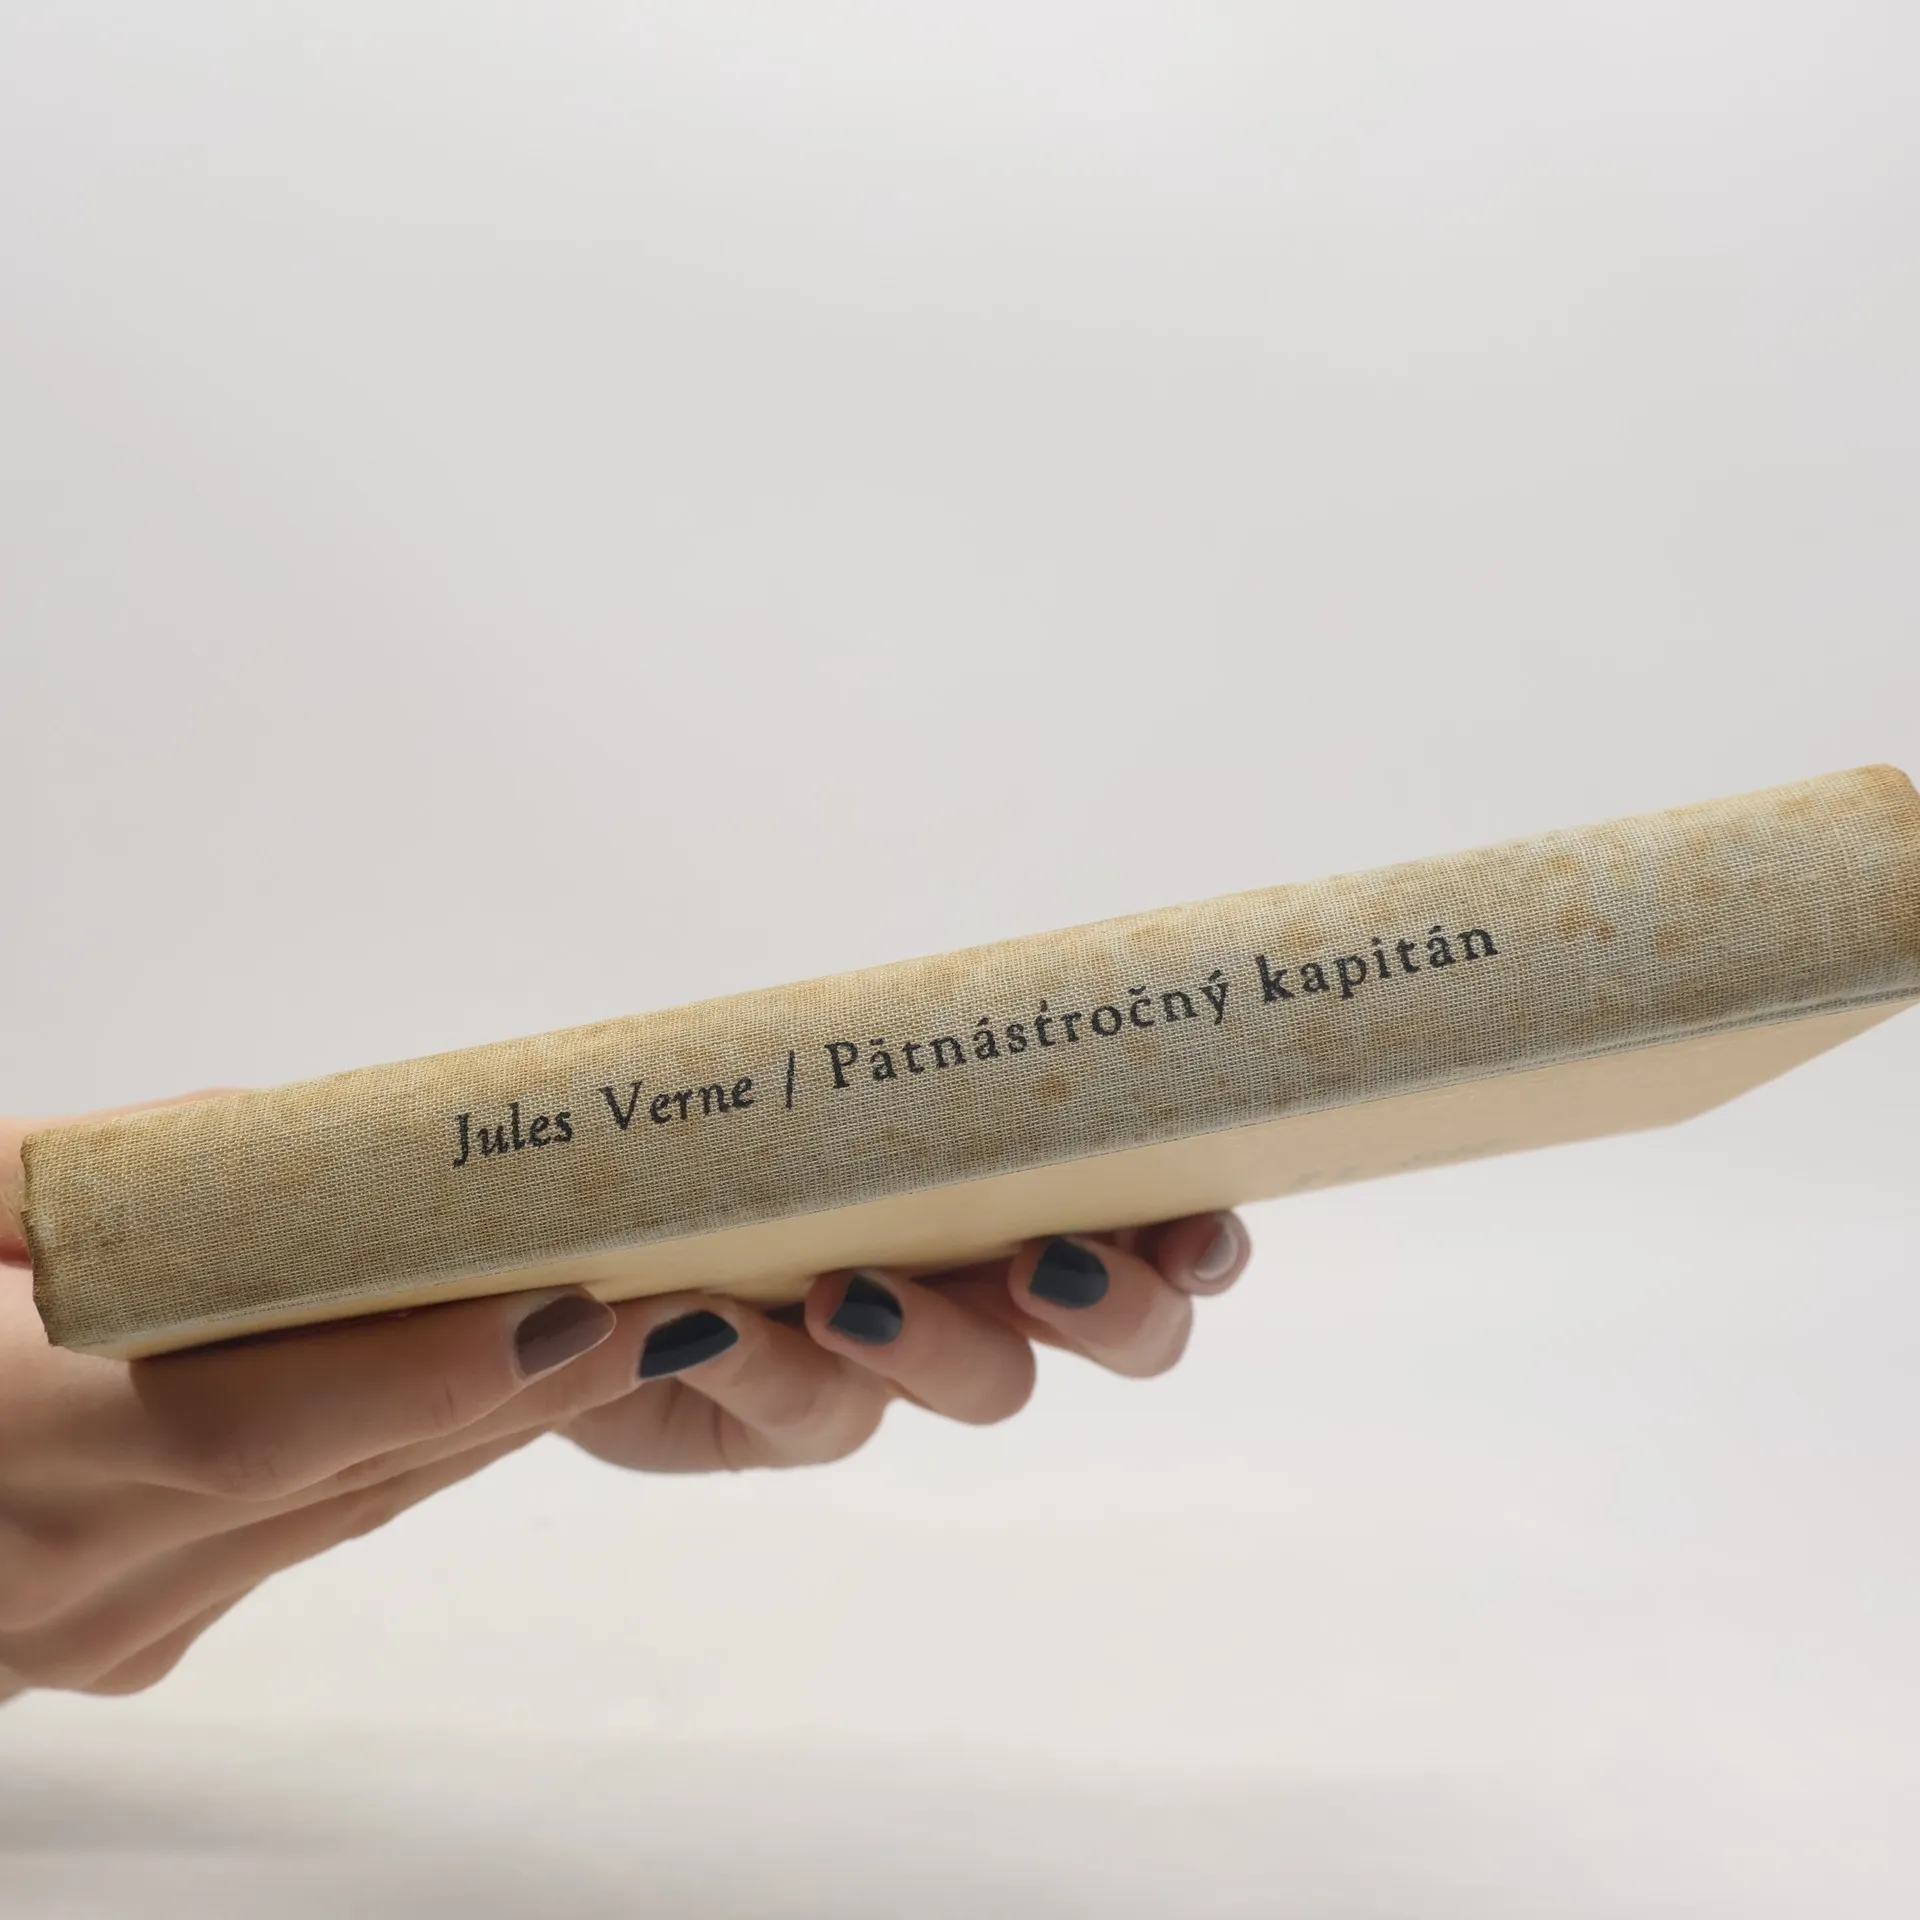 Jules Verne / Pätnásťročný kapitán